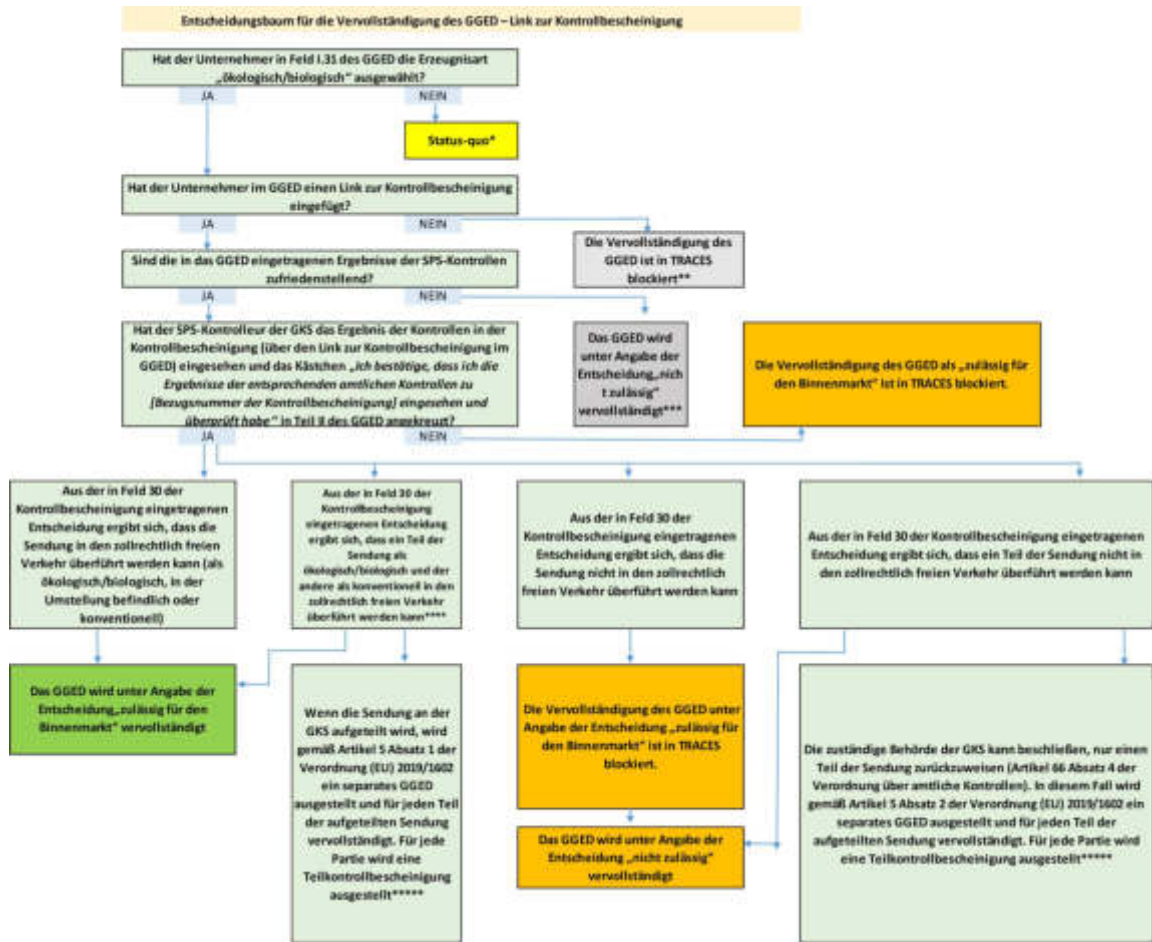 Entscheidungsbaum für die Vervollständigung des GGED – Link zur Kontrollbescheinigung
Hat der Unternehmer in Feld I.31 des GGED die Erzeugnisart
„ökologisch/biologisch“ ausgewählt?
JA
NEIN
Status-quo*
Hat der Unternehmer im GGED einen Link zur Kontrollbescheinigung
eingefügt?
JA
NEIN
Die Vervollständigung des
GGED ist in TRACES
blockiert**
Sind die in das GGED eingetragenen Ergebnisse der SPS-Kontrollen
zufriedenstellend?
JA
NEIN
Hat der SPS-Kontrolleur der GKS das Ergebnis der Kontrollen in der
Kontrollbescheinigung (über den Link zur Kontrollbescheinigung im
GGED) eingesehen und das Kästchen „Ich bestätige, dass ich die
Ergebnisse der entsprechenden amtlichen Kontrollen zu
[Bezugsnummer der Kontrollbescheinigung] eingesehen und
überprüft habe“ in Teil II des GGED angekreuzt?
JA
NEIN
Das GGED wird
unter Angabe der
Entscheidung„nich
t zulässig“
vervollständigt***
Die Vervollständigung des GGED als „zulässig für
den Binnenmarkt“ ist in TRACES blockiert.
Aus der in Feld 30 der
Kontrollbescheinigung eingetragenen
Entscheidung ergibt sich, dass die
Sendung in den zollrechtlich freien
Verkehr überführt werden kann (als
ökologisch/biologisch, in der
Umstellung befindlich oder
konventionell)
Aus der in Feld 30 der
Kontrollbescheinigung
eingetragenen Entscheidung
ergibt sich, dass ein Teil der
Sendung als
ökologisch/biologisch und der
andere als konventionell in den
zollrechtlich freien Verkehr
überführt werden kann****
Aus der in Feld 30 der
Kontrollbescheinigung eingetragenen
Entscheidung ergibt sich, dass die
Sendung nicht in den zollrechtlich
freien Verkehr überführt werden kann
Aus der in Feld 30 der Kontrollbescheinigung eingetragenen
Entscheidung ergibt sich, dass ein Teil der Sendung nicht in
den zollrechtlich freien Verkehr überführt werden kann
Das GGED wird unter Angabe der
Entscheidung„zulässig für den
Binnenmarkt“ vervollständigt
Wenn die Sendung an der
GKS aufgeteilt wird, wird
gemäß Artikel 5 Absatz 1 der
Verordnung (EU) 2019/1602
ein separates GGED
ausgestellt und für jeden Teil
der aufgeteilten Sendung
vervollständigt. Für jede
Partie wird eine
Teilkontrollbescheinigung
ausgestellt*****
Die Vervollständigung des GGED unter
Angabe der Entscheidung „zulässig für
den Binnenmarkt“ ist in TRACES
blockiert.
Das GGED wird unter Angabe der
Entscheidung „nicht zulässig“
vervollständigt
Die zuständige Behörde der GKS kann beschließen, nur einen
Teil der Sendung zurückzuweisen (Artikel 66 Absatz 4 der
Verordnung über amtliche Kontrollen). In diesem Fall wird
gemäß Artikel 5 Absatz 2 der Verordnung (EU) 2019/1602 ein
separates GGED ausgestellt und für jeden Teil der
aufgeteilten Sendung vervollständigt. Für jede Partie wird
eine Teilkontrollbescheinigung ausgestellt*****